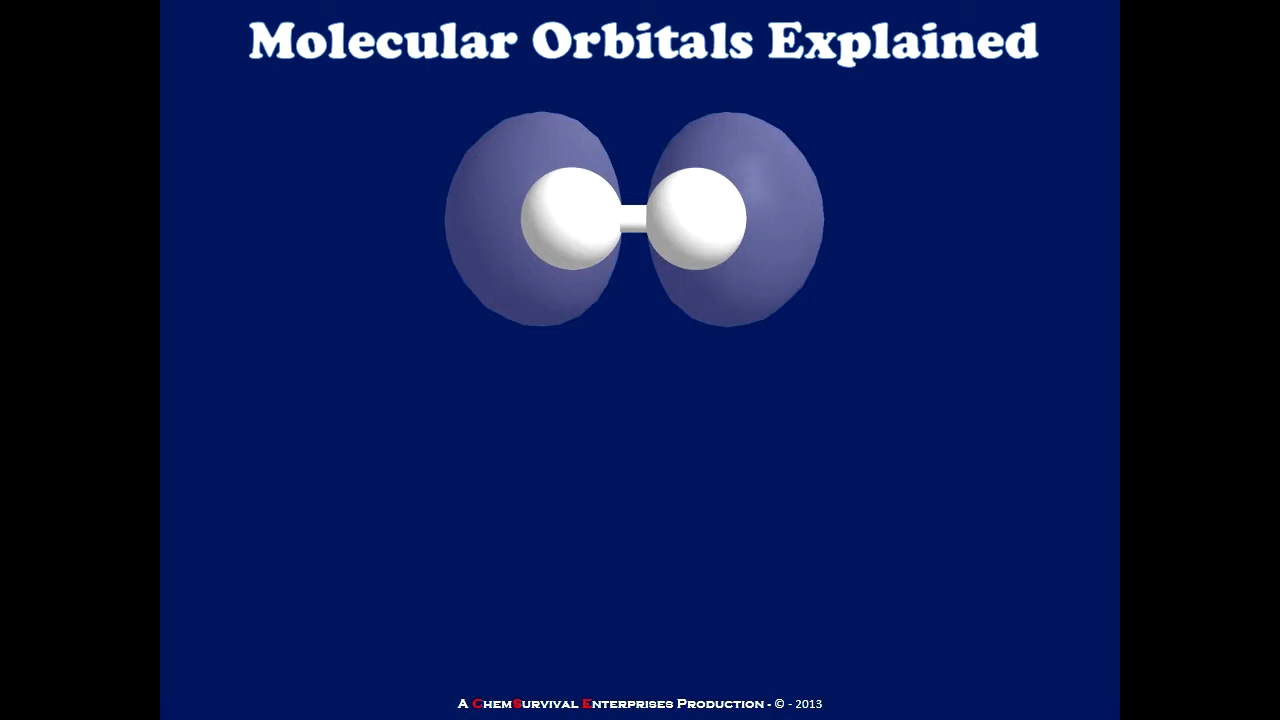 Molecular Orbitals Explained
A ChemSurvival Enterprises Production - © - 2013